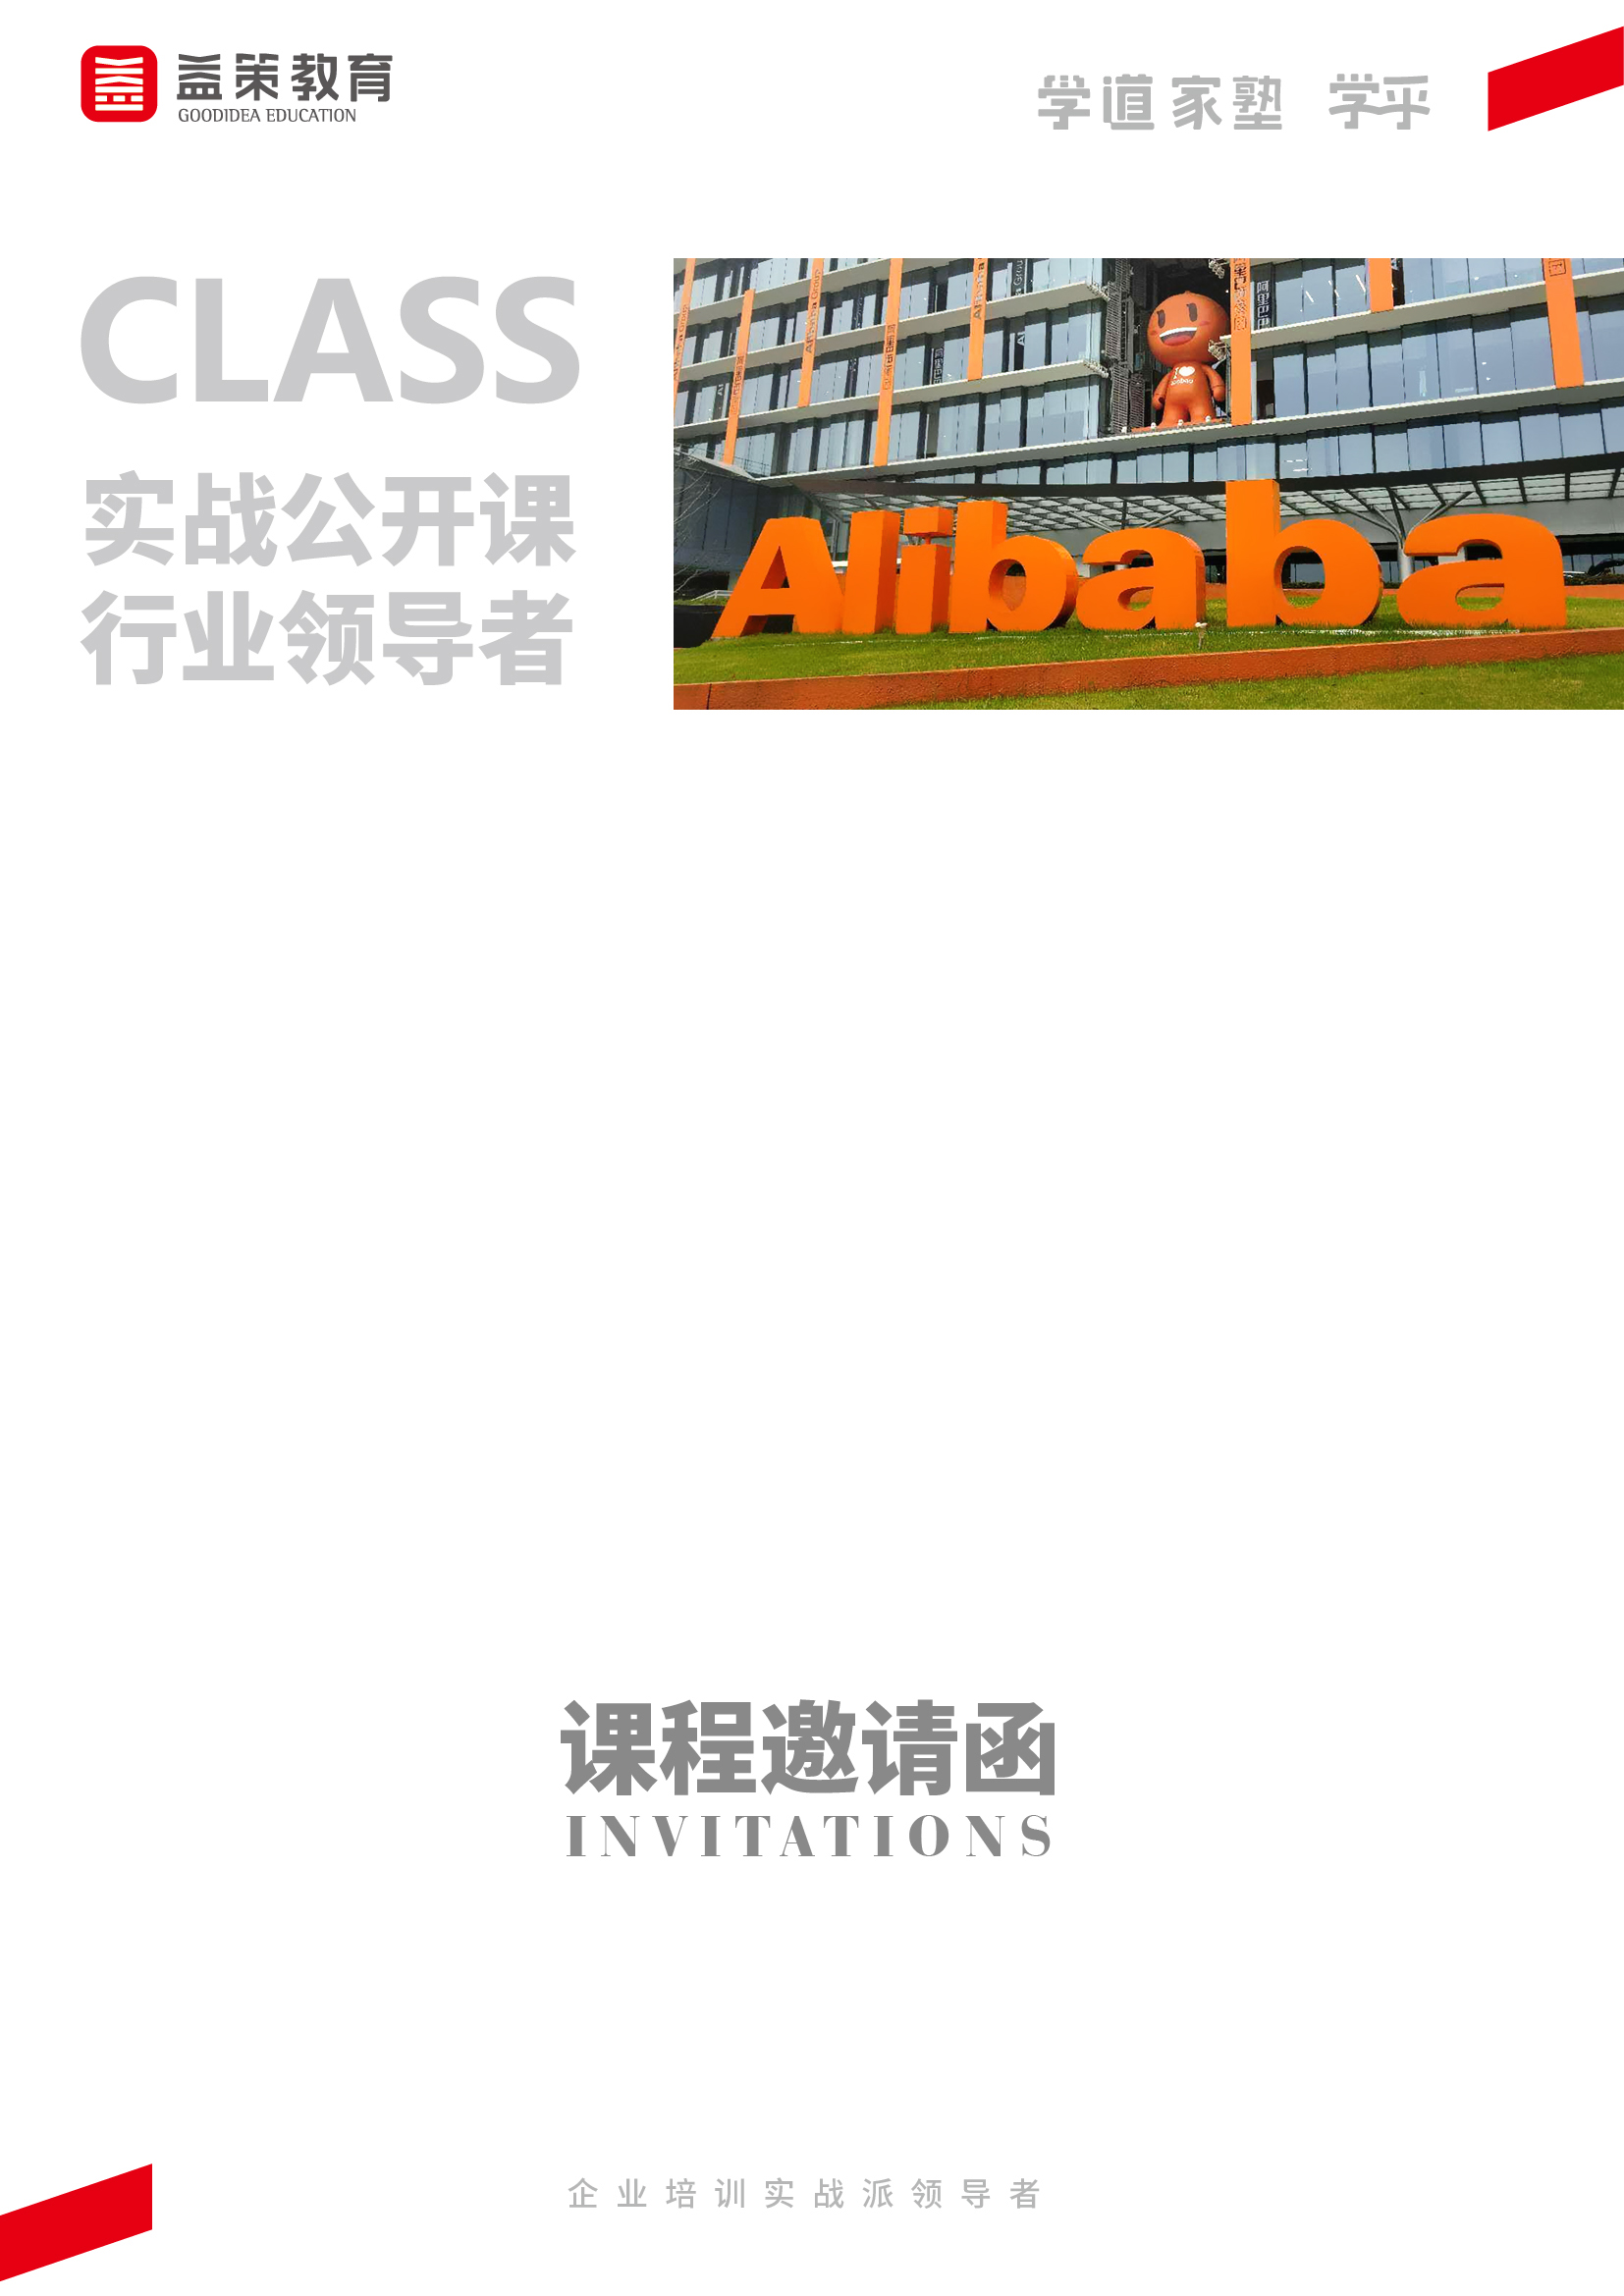 益策教育
GOODIDEA EDUCATION
学道家塾 学乎
CLASS
实战公开课
行业领导者
Alibaba
课程邀请函
INVITATIONS
企业培训实战派领导者